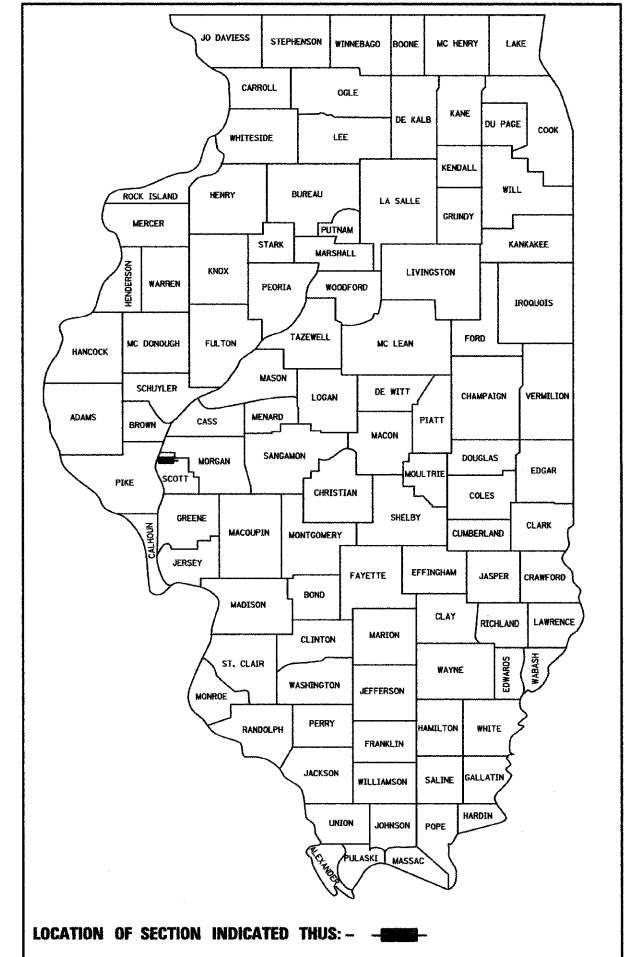 JO DAVIESS STEPHENSON WINNEBAGO BOONE MC HENRY LAKE
CARROLL OGLE DE KALB KANE DU PAGE COOK
WHITESIDE LEE
KENDALL WILL
ROCK ISLAND HENRY BUREAU LA SALLE GRUNDY
MERCER PUTNAM
KANKAKEE
STARK MARSHALL
HENDERSON WARREN KNOX PEORIA WOODFORD LIVINGSTON
IROQUOIS
TAZEWELL MC LEAN FORD
HANCOCK MC DONOUGH FULTON
MASON
SCHUYLER LOGAN DE WITT CHAMPAIGN VERMILION
ADAMS BROWN CASS MENARD PIATT
MACON
MORGAN SANGAMON DOUGLAS EDGAR
PIKE SCOTT CHRISTIAN MOULTRIE
COLES
GREENE MACOUPIN MONTGOMERY SHELBY CLARK
CALHOUN CUMBERLAND
JERSEY FAYETTE EFFINGHAM JASPER CRAWFORD
MADISON BOND
CLAY RICHLAND LAWRENCE
CLINTON MARION
ST. CLAIR WAYNE EDWARDS WABASH
WASHINGTON JEFFERSON
MONROE
RANDOLPH PERRY HAMILTON WHITE
FRANKLIN
JACKSON WILLIAMSON SALINE GALLATIN
HARDIN
UNION JOHNSON POPE
ALEXANDER PULASKI MASSAC
LOCATION OF SECTION INDICATED THUS: -